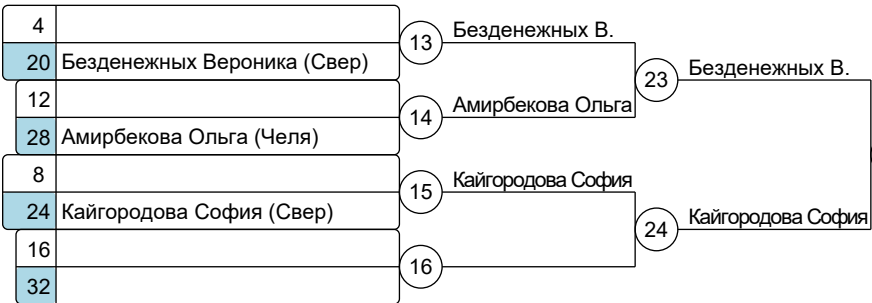 4
20 Безденежных Вероника (Свер)
13
Безденежных В.
12
28 Амирбекова Ольга (Челя)
14
Амирбекова Ольга
23
Безденежных В.
8
24 Кайгородова София (Свер)
15
Кайгородова София
16
32
16
24
Кайгородова София